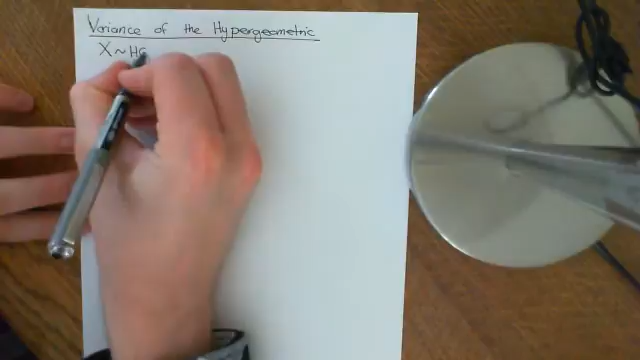 Variance of the Hypergeometric
X ~ HG